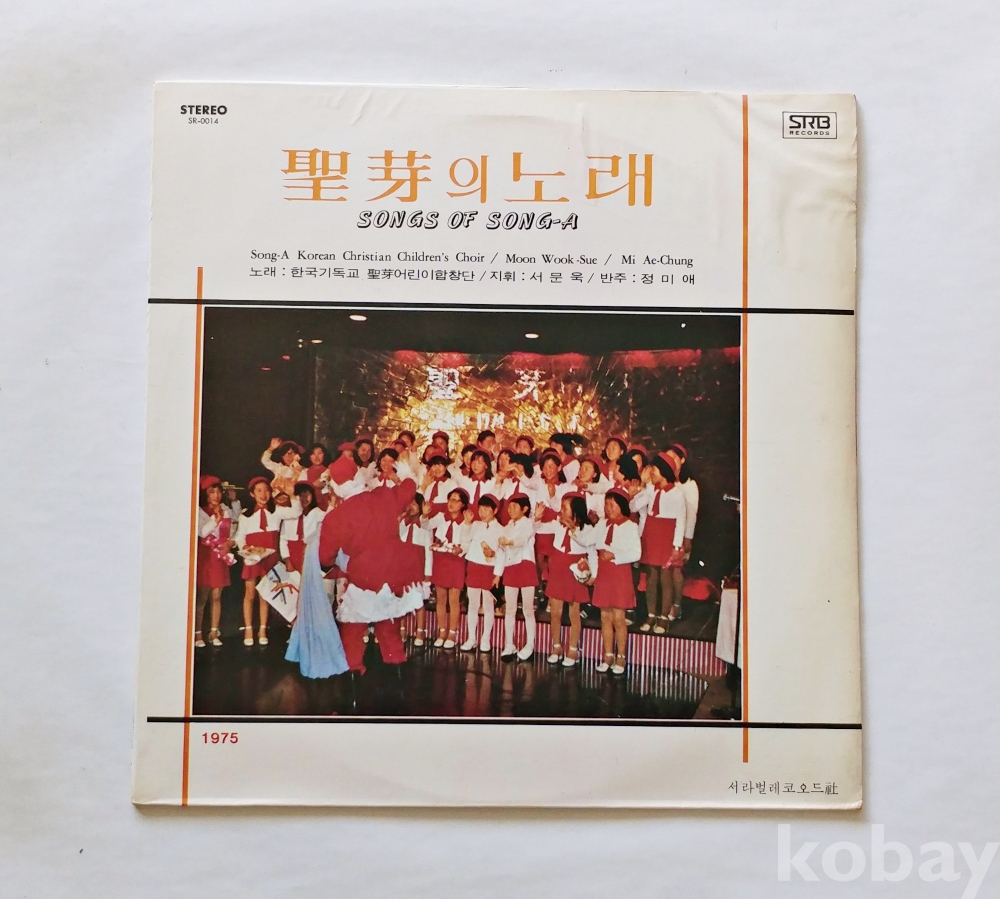 STEREO
SR-0014
SRB
RECORDS
聖芽의 노래
SONGS OF SONG-A
Song-A Korean Christian Children's Choir / Moon Wook-Sue / Mi Ae-Chung
노래 : 한국기독교 聖芽어린이합창단 / 지휘 : 서 문 욱 / 반주 : 정 미 애
聖 芽
1975
서라벌레코오드社
kobay